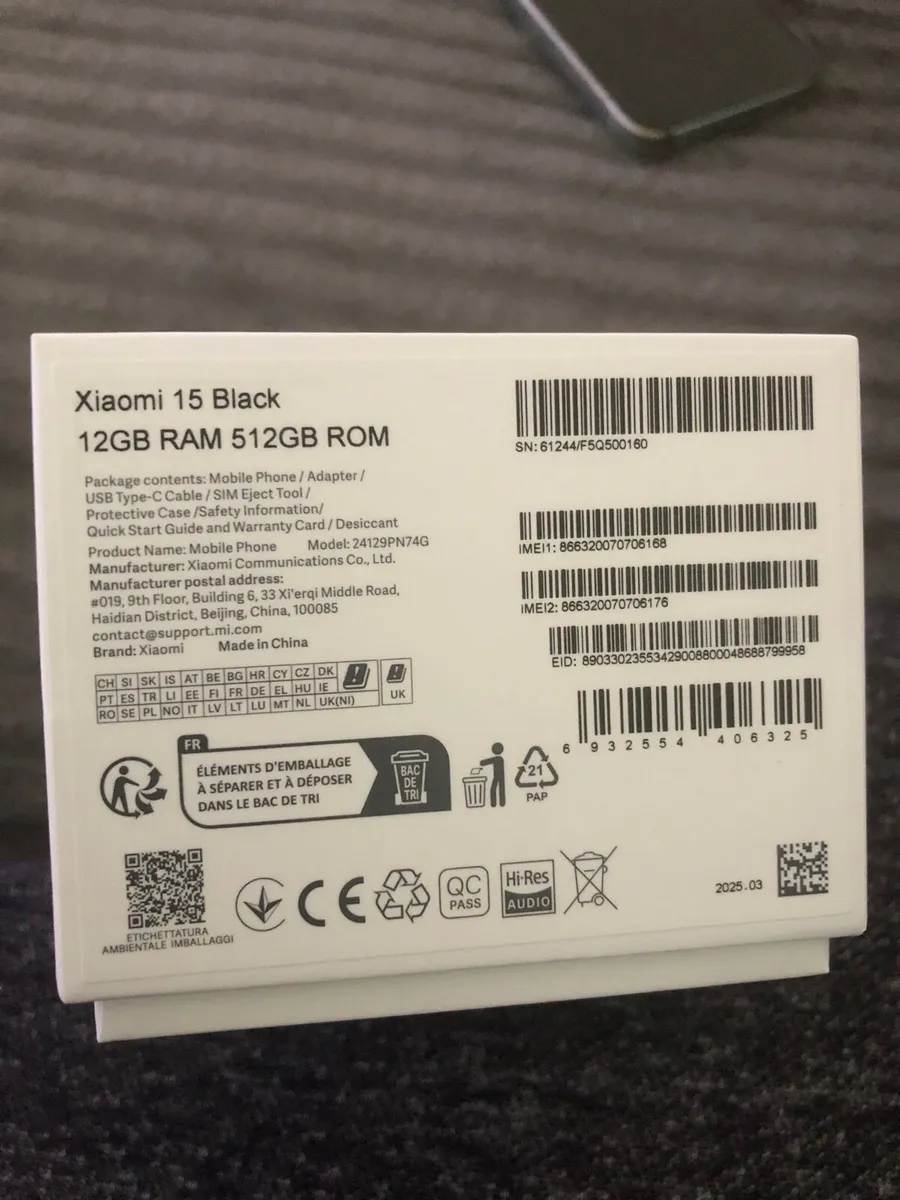 Xiaomi 15 Black
12GB RAM 512GB ROM
Package contents: Mobile Phone / Adapter /
USB Type-C Cable / SIM Eject Tool /
Protective Case /Safety Information/
Quick Start Guide and Warranty Card / Desiccant
Product Name: Mobile Phone Model: 24129PN74G
Manufacturer: Xiaomi Communications Co., Ltd.
Manufacturer postal address:
#019, 9th Floor, Building 6, 33 Xi'erqi Middle Road,
Haidian District, Beijing, China, 100085
contact@support.mi.com
Brand: Xiaomi Made in China
SN: 61244/F5Q500160
IMEI1: 866320070706168
IMEI2: 866320070706176
EID: 89033023553429008800048688799958
6 932554 406325
CH SI SK IS AT BE BG HR CY CZ DK
PT ES TR LI EE FI FR DE EL HU IE
RO SE PL NO IT LV LT LU MT NL UK(NI)
UK
FR
ÉLÉMENTS D'EMBALLAGE
À SÉPARER ET À DÉPOSER
DANS LE BAC DE TRI
BAC
DE
TRI
21
PAP
ETICHETTATURA
AMBIENTALE IMBALLAGGI
CE
QC
PASS
Hi-Res
AUDIO
2025.03